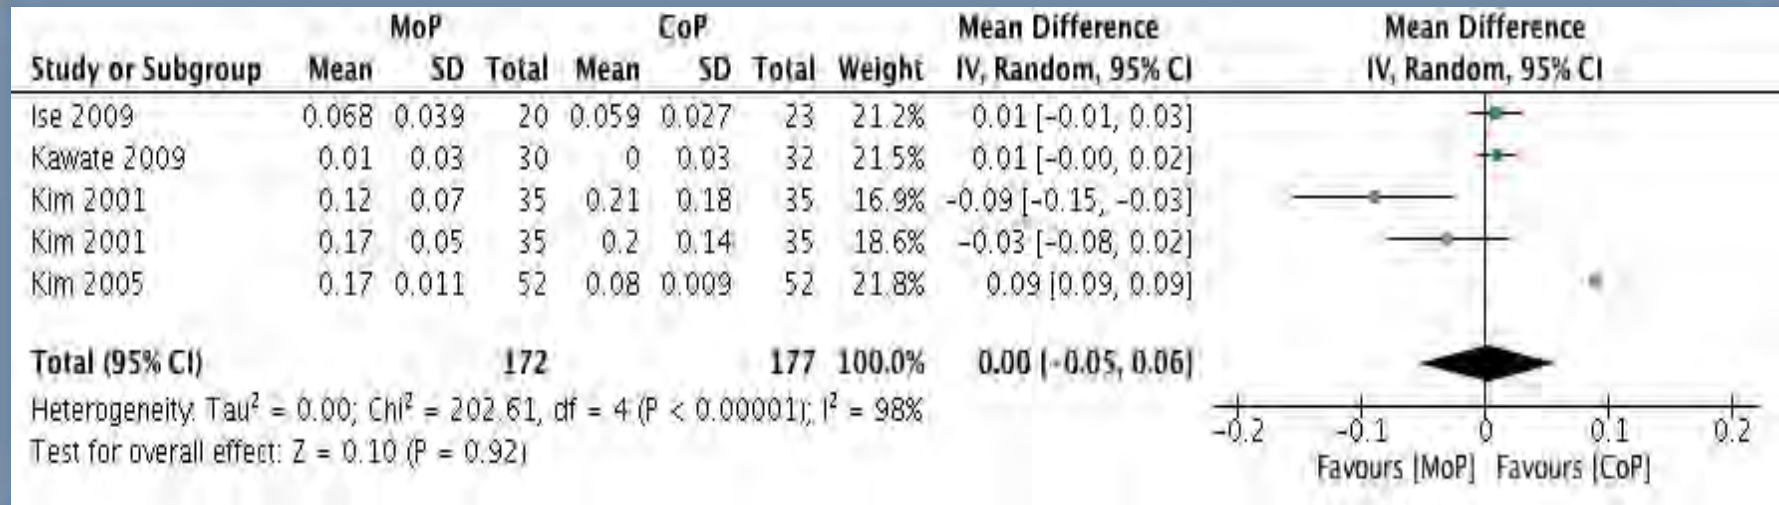 MoP CoP Mean Difference Mean Difference
Study or Subgroup Mean SD Total Mean SD Total Weight IV, Random, 95% CI IV, Random, 95% CI
Ise 2009 0.068 0.039 20 0.059 0.027 23 21.2% 0.01 [-0.01, 0.03]
Kawate 2009 0.01 0.03 30 0 0.03 32 21.5% 0.01 [-0.00, 0.02]
Kim 2001 0.12 0.07 35 0.21 0.18 35 16.9% -0.09 [-0.15, -0.03]
Kim 2001 0.17 0.05 35 0.2 0.14 35 18.6% -0.03 [-0.08, 0.02]
Kim 2005 0.17 0.011 52 0.08 0.009 52 21.8% 0.09 [0.09, 0.09]
Total (95% CI) 172 177 100.0% 0.00 [-0.05, 0.06]
Heterogeneity: Tau² = 0.00; Chi² = 202.61, df = 4 (P < 0.00001); I² = 98%
Test for overall effect: Z = 0.10 (P = 0.92)
-0.2 -0.1 0 0.1 0.2
Favours [MoP] Favours [CoP]